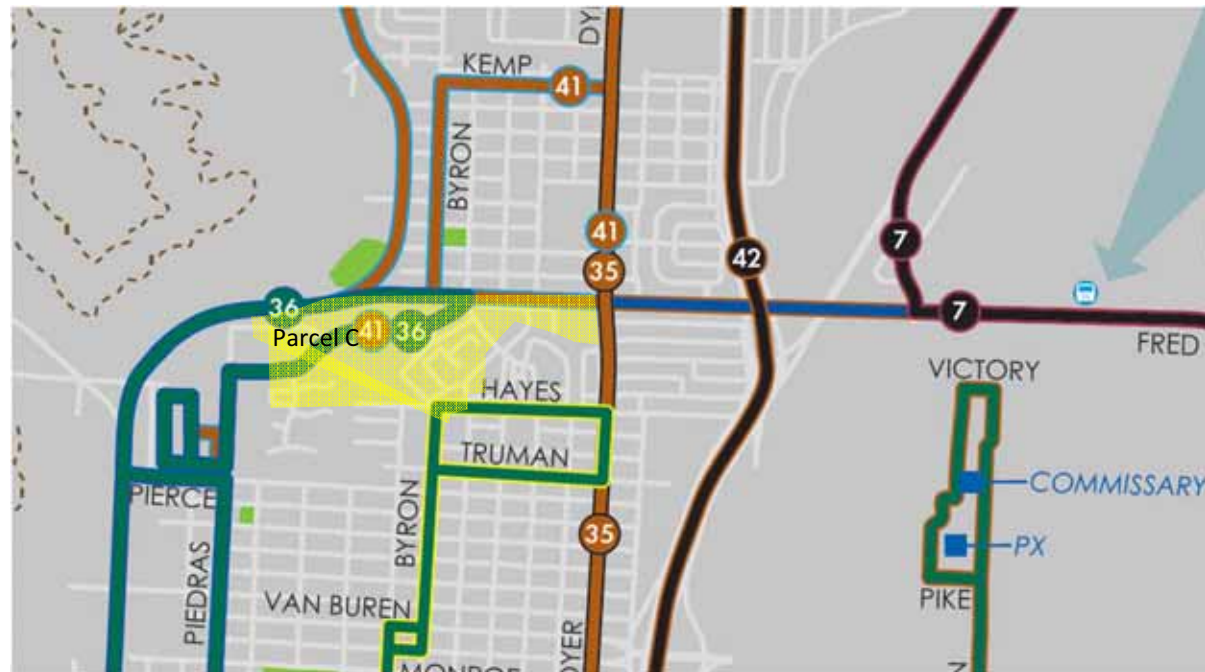 DY
KEMP
41
BYRON
41
35
42
7
36
Parcel C
41
36
7
FRED
VICTORY
HAYES
TRUMAN
COMMISSARY
PIERCE
BYRON
35
PX
PIEDRAS
VAN BUREN
PIKE
MONROE
OYER